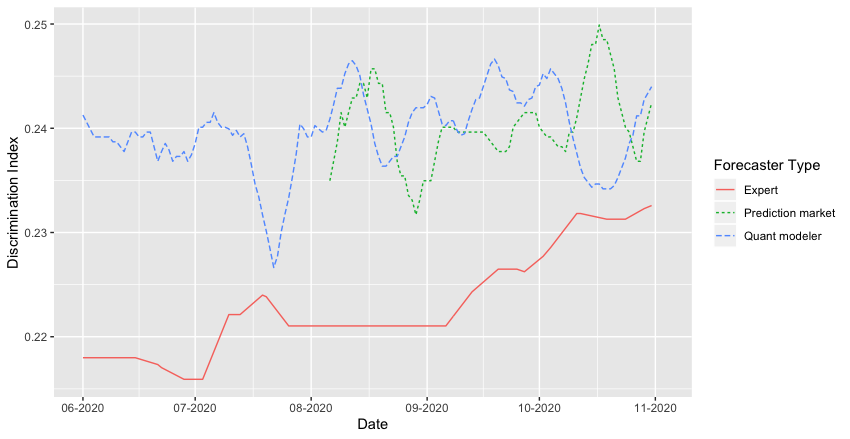 0.25
0.24
0.23
0.22
Discrimination Index
06-2020
07-2020
08-2020
09-2020
10-2020
11-2020
Date
Forecaster Type
Expert
Prediction market
Quant modeler